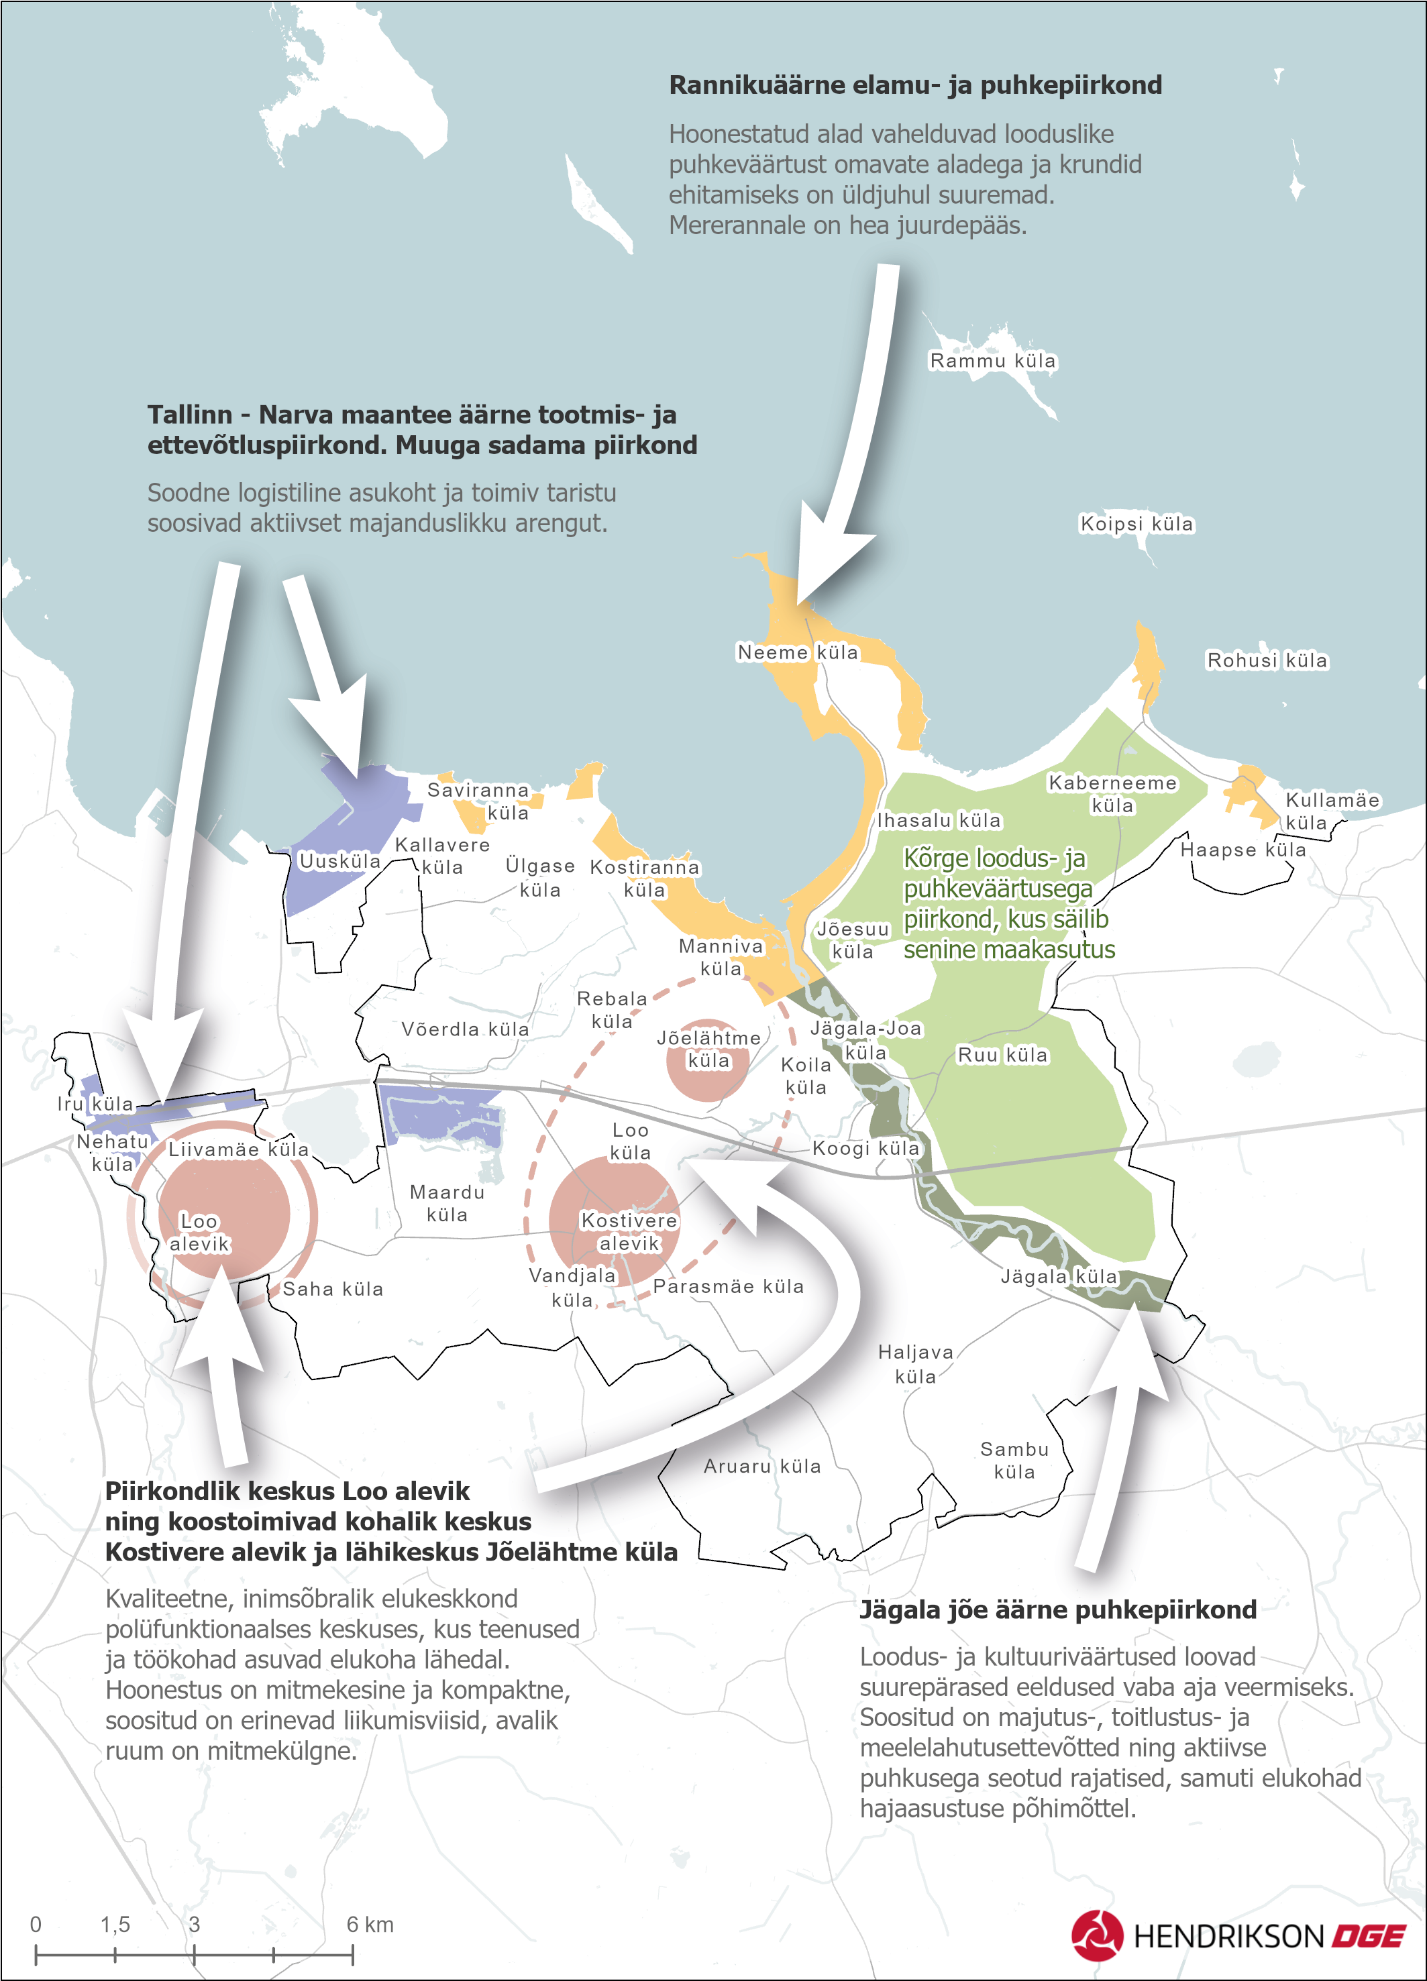 Rannikuäärne elamu- ja puhkepiirkond
Hoonestatud alad vahelduvad looduslike
puhkeväärtust omavate aladega ja krundid
ehitamiseks on üldjuhul suuremad.
Mererannale on hea juurdepääs.
Rammu küla
Tallinn - Narva maantee äärne tootmis- ja
ettevõtluspiirkond. Muuga sadama piirkond
Soodne logistiline asukoht ja toimiv taristu
soosivad aktiivset majanduslikku arengut.
Koipsi küla
Neeme küla
Rohusi küla
Saviranna
küla
Kaberneeme
küla
Kullamäe
küla
Ihasalu küla
Uusküla
Kallavere
küla
Ülgase
küla
Kostiranna
küla
Haapse küla
Kõrge loodus- ja
puhkeväärtusega
piirkond, kus säilib
senine maakasutus
Jõesuu
küla
Manniva
küla
Rebala
küla
Võerdla küla
Jõelähtme
küla
Jägala-Joa
küla
Koila
küla
Ruu küla
Iru küla
Nehatu
küla
Liivamäe küla
Loo
küla
Koogi küla
Maardu
küla
Loo
alevik
Kostivere
alevik
Saha küla
Vandjala
küla
Parasmäe küla
Jägala küla
Haljava
küla
Aruaru küla
Sambu
küla
Piirkondlik keskus Loo alevik
ning koostoimivad kohalik keskus
Kostivere alevik ja lähikeskus Jõelähtme küla
Kvaliteetne, inimsõbralik elukeskkond
polüfunktionaalses keskuses, kus teenused
ja töökohad asuvad elukoha lähedal.
Hoonestus on mitmekesine ja kompaktne,
soositud on erinevad liikumisviisid, avalik
ruum on mitmekülgne.
Jägala jõe äärne puhkepiirkond
Loodus- ja kultuuriväärtused loovad
suurepärased eeldused vaba aja veermiseks.
Soositud on majutus-, toitlustus- ja
meelelahutusettevõtted ning aktiivse
puhkusega seotud rajatised, samuti elukohad
hajaasustuse põhimõttel.
0 1,5 3 6 km
HENDRIKSON DGE